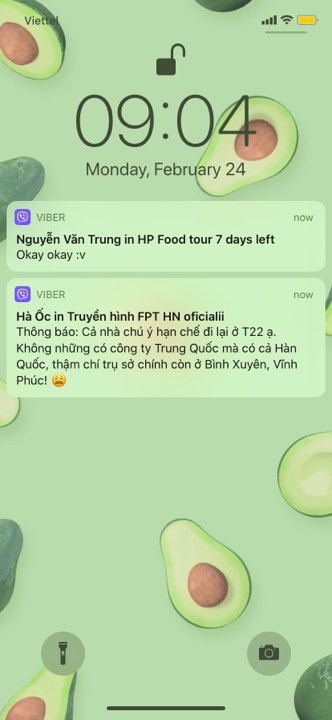 Viettel
09:04
Monday, February 24
VIBER now
Nguyễn Văn Trung in HP Food tour 7 days left
Okay okay :v
VIBER now
Hà Ốc in Truyền hình FPT HN oficialii
Thông báo: Cả nhà chú ý hạn chế đi lại ở T22 ạ.
Không những có công ty Trung Quốc mà có cả Hàn
Quốc, thậm chí trụ sở chính còn ở Bình Xuyên, Vĩnh
Phúc! 😩